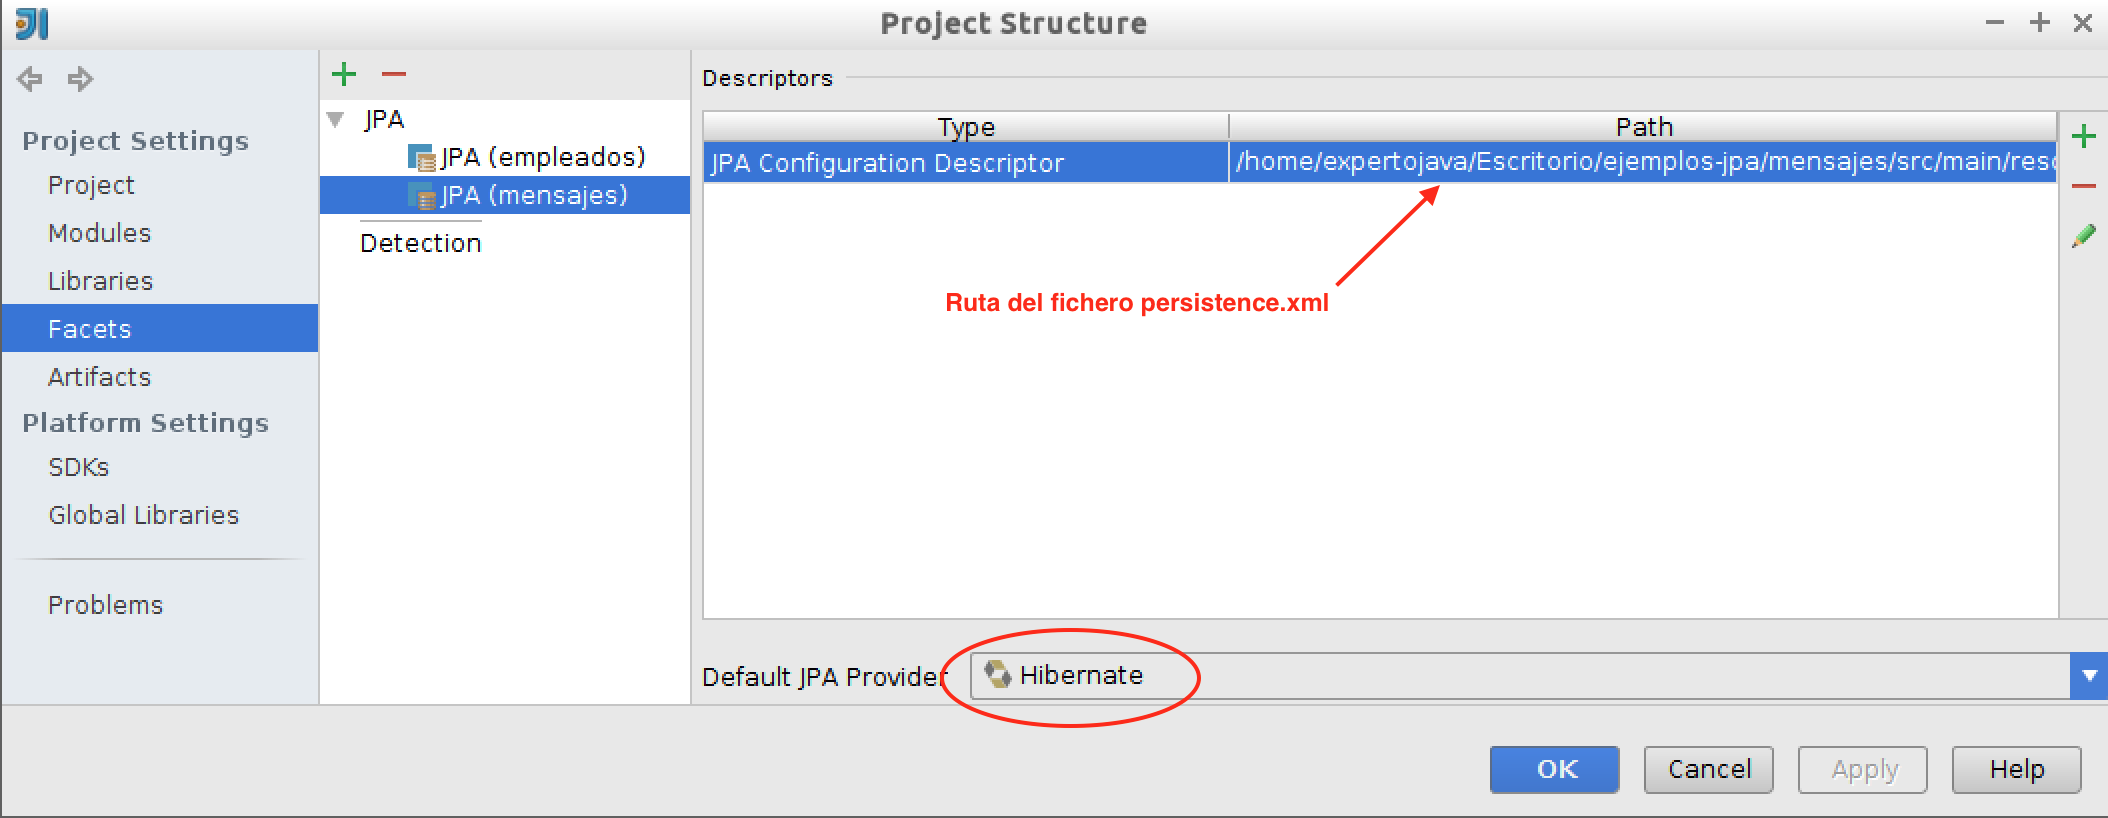 Project Structure
Project Settings
Project
Modules
Libraries
Facets
Artifacts
Platform Settings
SDKs
Global Libraries
Problems
JPA
JPA (empleados)
JPA (mensajes)
Detection
Descriptors
Type Path
JPA Configuration Descriptor /home/expertojava/Escritorio/ejemplos-jpa/mensajes/src/main/reso
Ruta del fichero persistence.xml
Default JPA Provider Hibernate
OK Cancel Apply Help